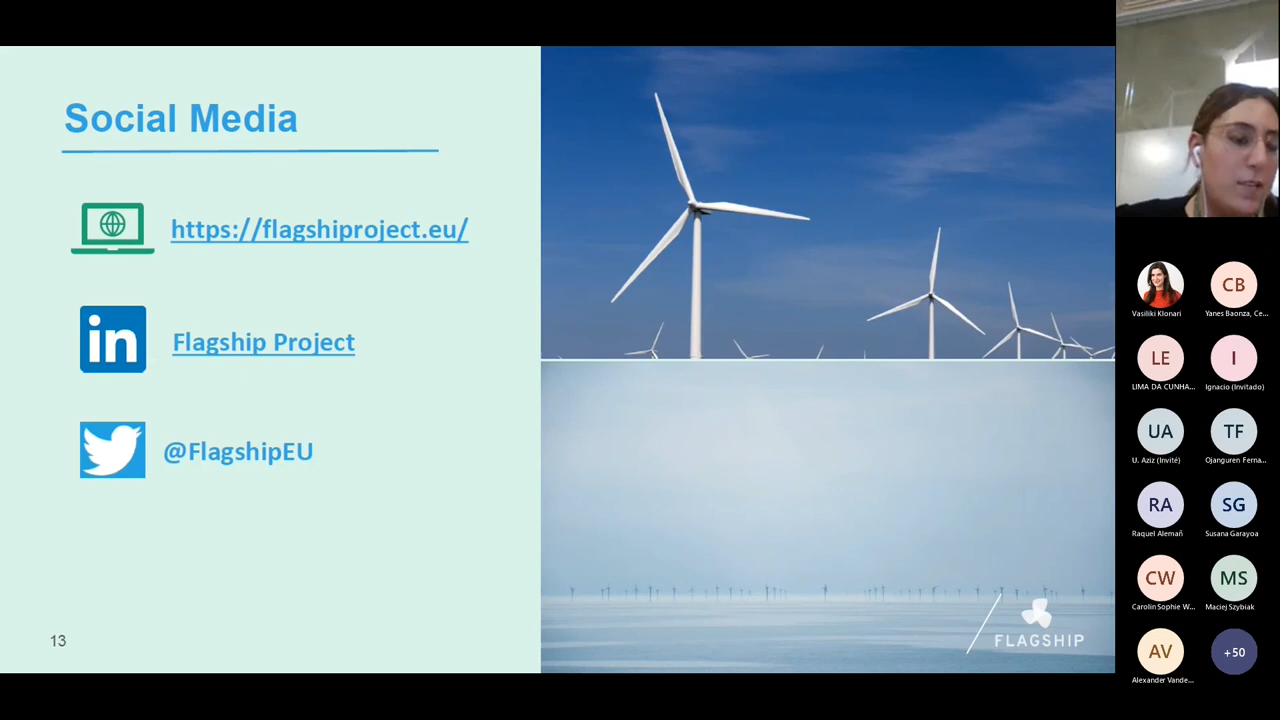 Social Media
https://flagshiproject.eu/
in
Flagship Project
@FlagshipEU
13
FLAGSHIP
CB
Vasiliki Klonari
Yanes Baonza, Ce...
LE
I
LIMA DA CUNHA...
Ignacio (Invitado)
UA
TF
U. Aziz (Invité)
Ojanguren Ferna...
RA
SG
Raquel Alemañ
Susana Garayoa
CW
MS
Carolin Sophie W...
Maciej Szybiak
AV
+50
Alexander Vande...